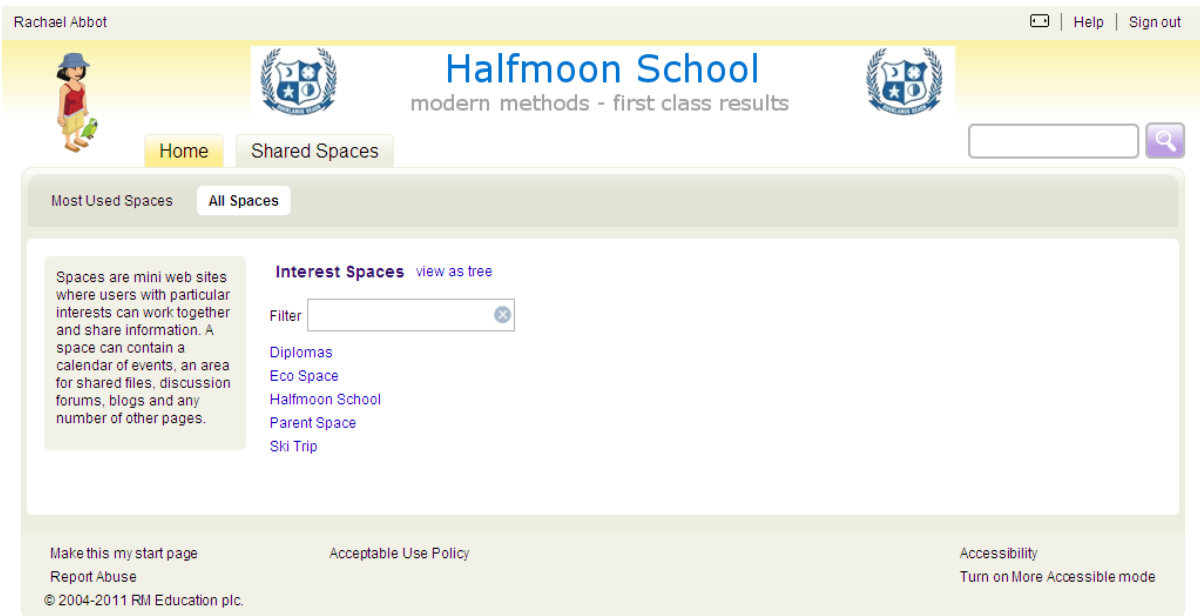 Rachael Abbot
Help
Sign out
Halfmoon School
modern methods - first class results
Home
Shared Spaces
Most Used Spaces
All Spaces
Spaces are mini web sites
where users with particular
interests can work together
and share information. A
space can contain a
calendar of events, an area
for shared files, discussion
forums, blogs and any
number of other pages.
Interest Spaces view as tree
Filter
Diplomas
Eco Space
Halfmoon School
Parent Space
Ski Trip
Make this my start page
Acceptable Use Policy
Accessibility
Report Abuse
Turn on More Accessible mode
© 2004-2011 RM Education plc.